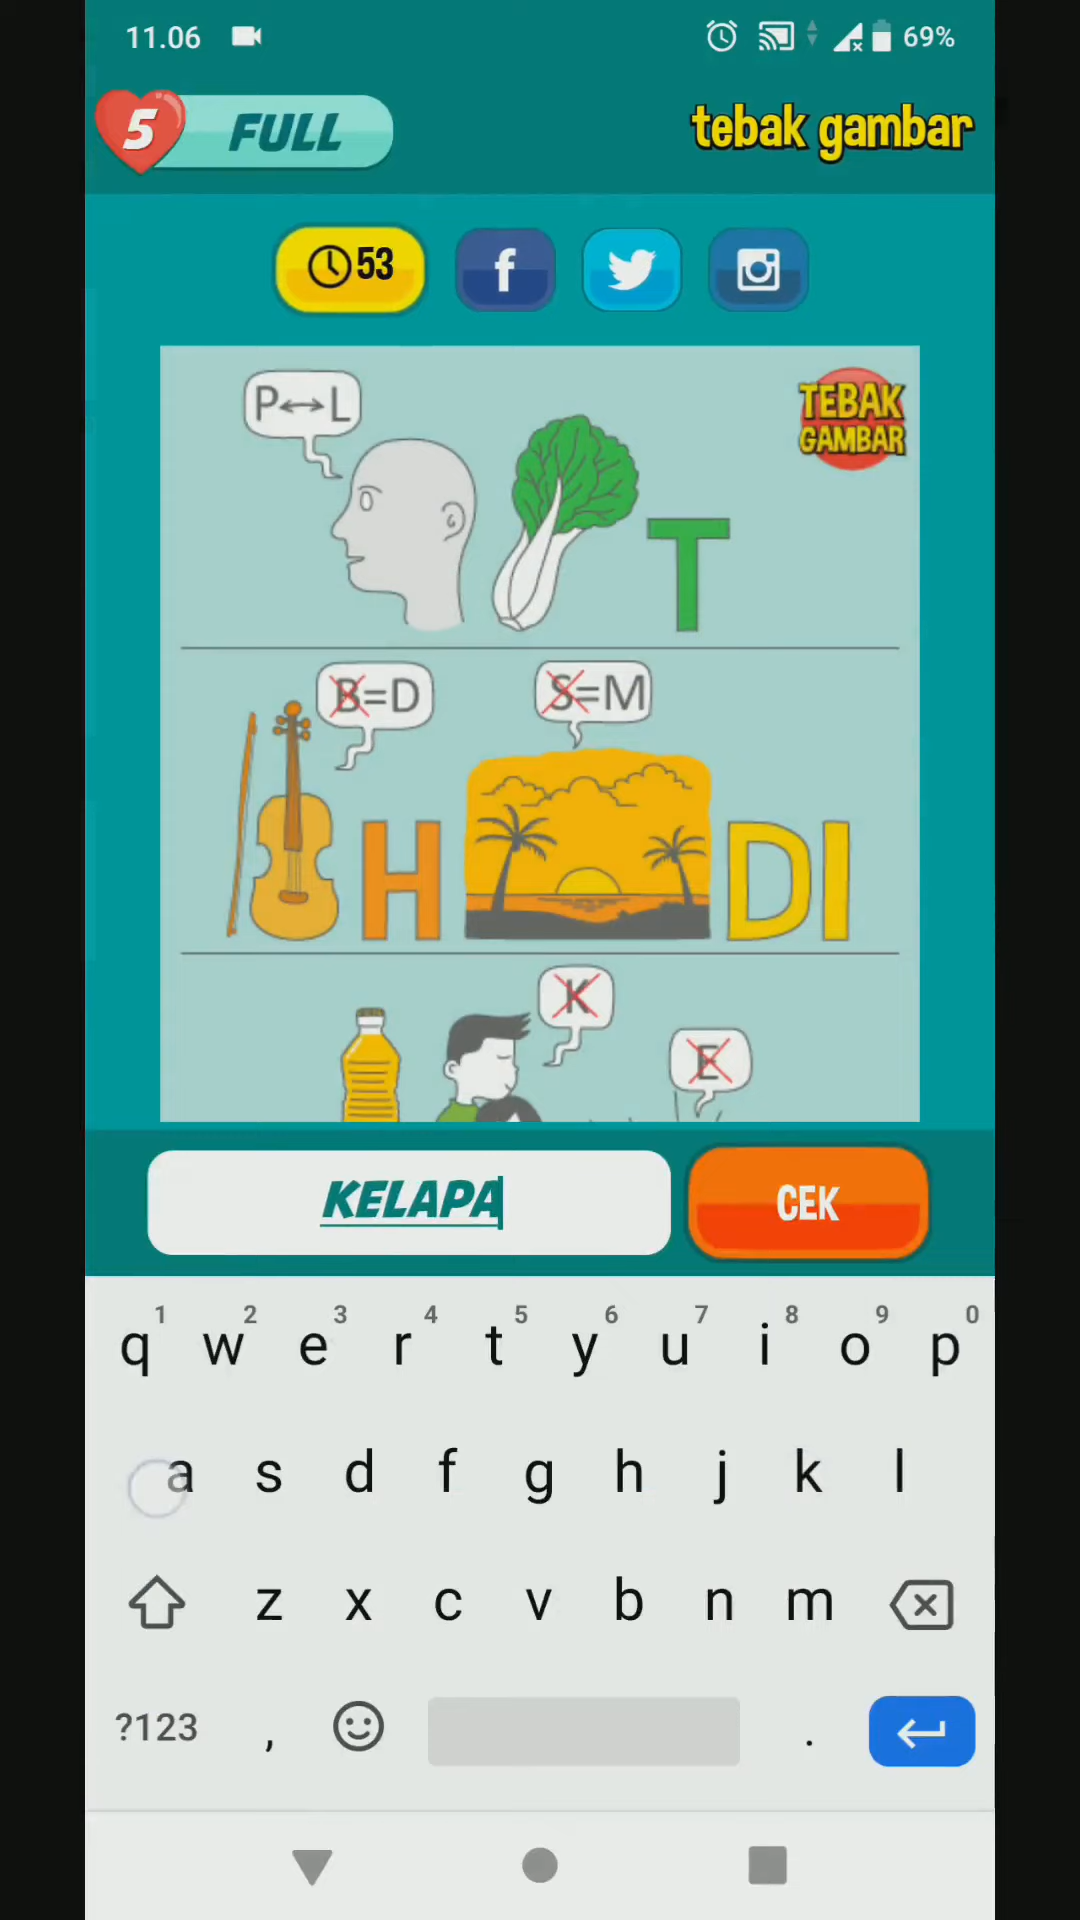 11.06
69%
5 FULL
tebak gambar
53
f
P↔L
TEBAK
GAMBAR
T
B=D
S=M
H
DI
K
E
KELAPA
CEK
1 2 3 4 5 6 7 8 9 0
q w e r t y u i o p
a s d f g h j k l
z x c v b n m
?123 , .